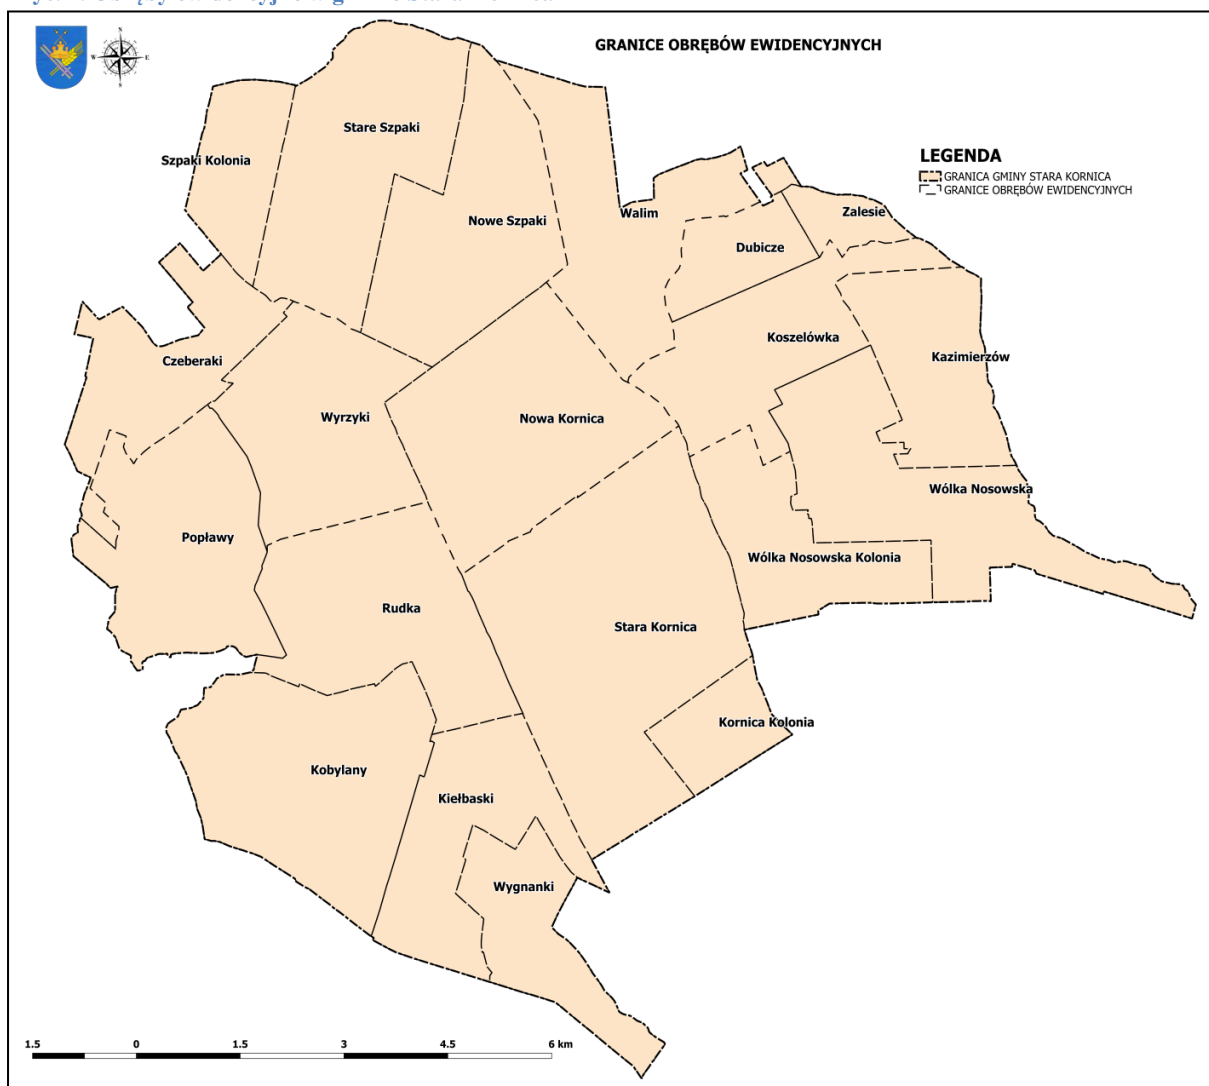 N
W E
S
GRANICE OBRĘBÓW EWIDENCYJNYCH
LEGENDA
GRANICA GMINY STARA KORNICA
GRANICE OBRĘBÓW EWIDENCYJNYCH
Stare Szpaki
Szpaki Kolonia
Nowe Szpaki
Walim
Zalesie
Dubicze
Koszelówka
Kazimierzów
Czeberaki
Wyrzyki
Nowa Kornica
Wólka Nosowska
Popławy
Wólka Nosowska Kolonia
Rudka
Stara Kornica
Kornica Kolonia
Kobylany
Kiełbaski
Wygnanki
1.5 0 1.5 3 4.5 6 km